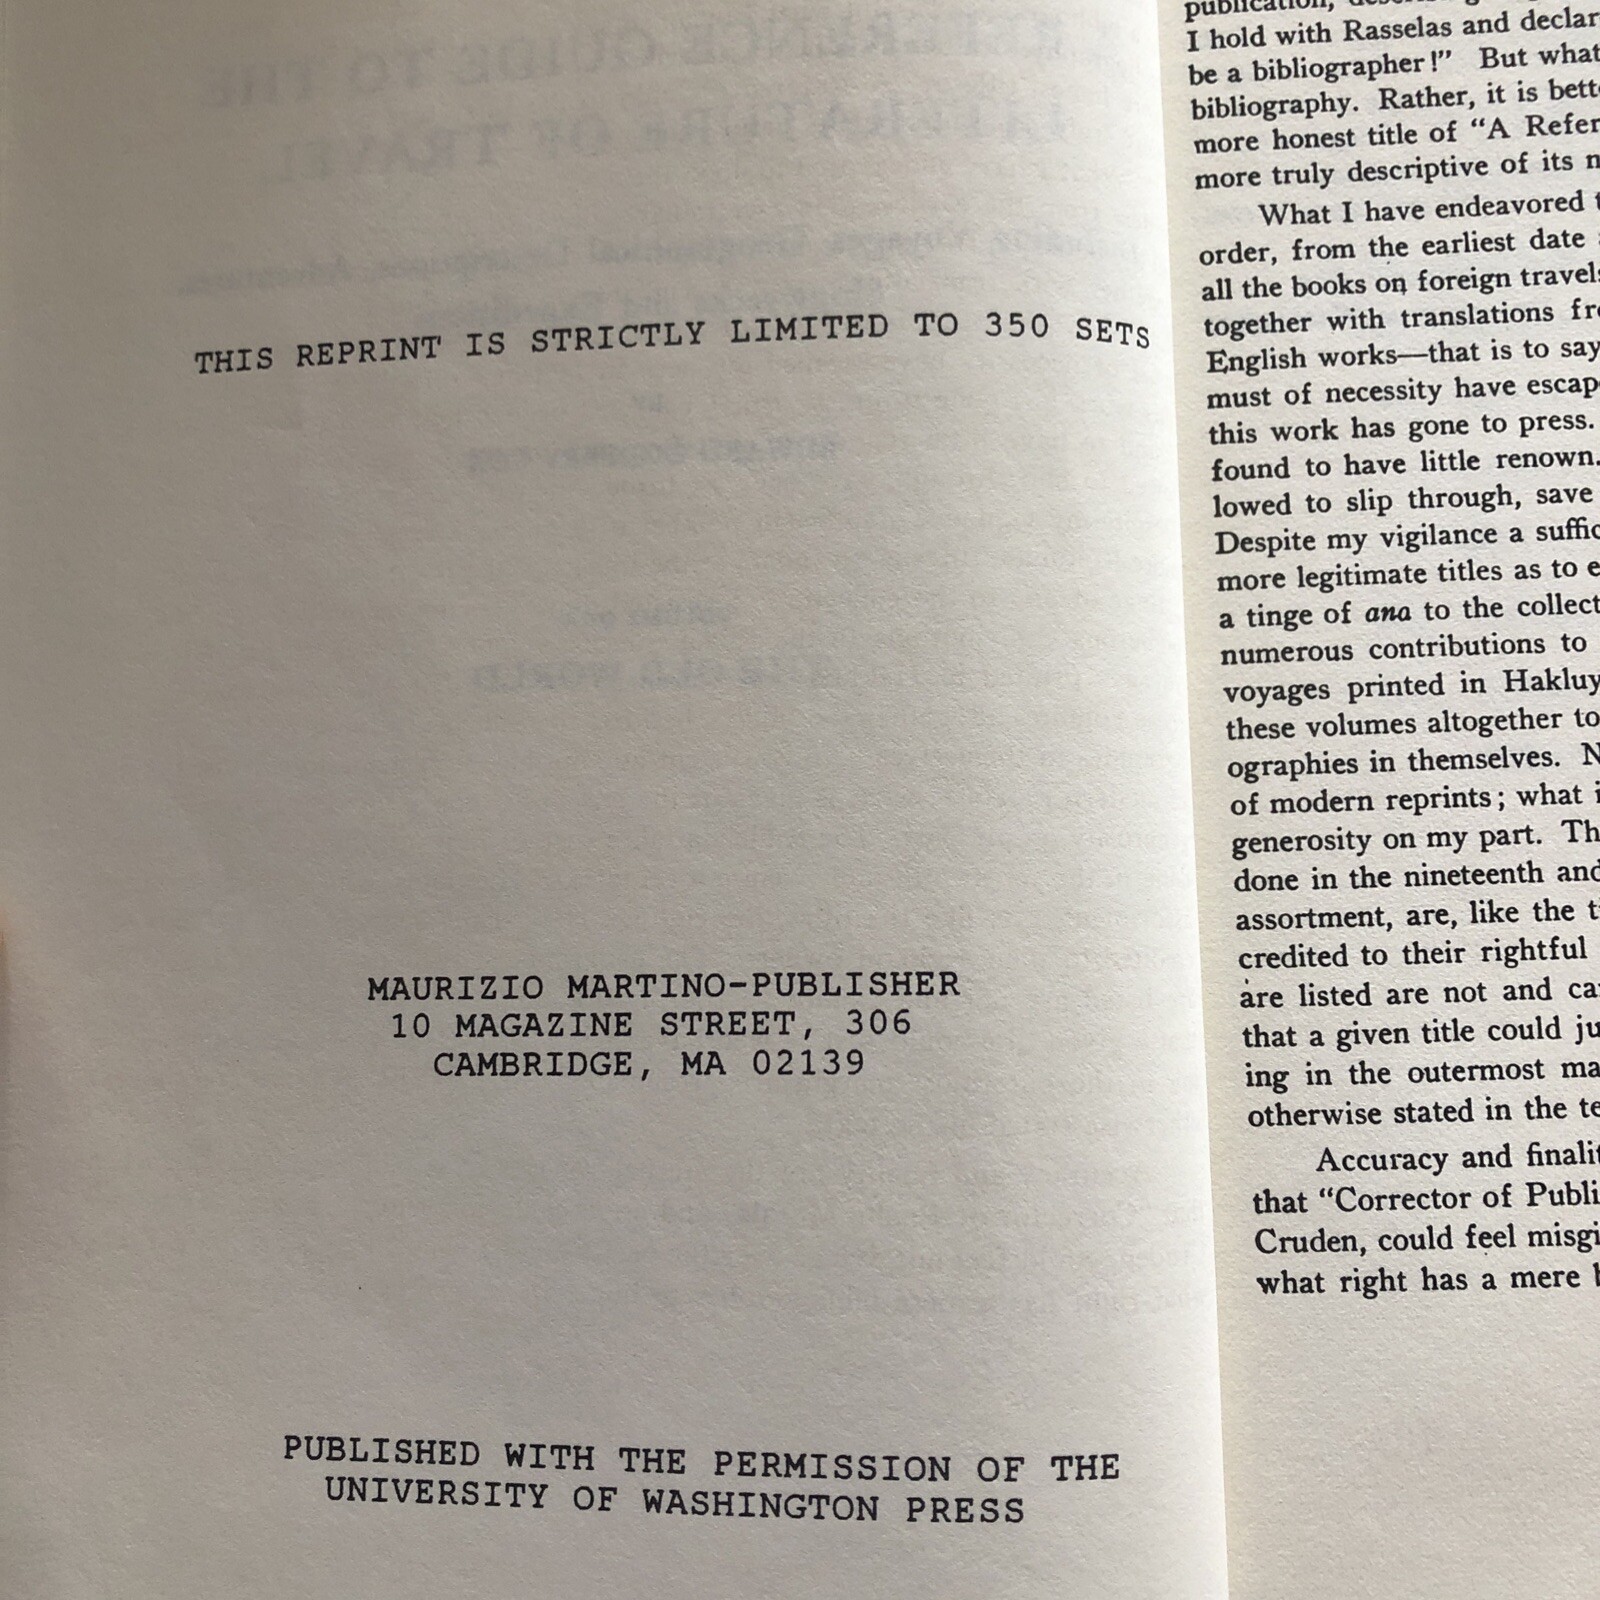 THIS REPRINT IS STRICTLY LIMITED TO 350 SETS
MAURIZIO MARTINO-PUBLISHER
10 MAGAZINE STREET, 306
CAMBRIDGE, MA 02139
PUBLISHED WITH THE PERMISSION OF THE
UNIVERSITY OF WASHINGTON PRESS
publication,
I hold with Rasselas and declar
be a bibliographer!" But what
bibliography. Rather, it is bett
more honest title of "A Refer
more truly descriptive of its n
What I have endeavored t
order, from the earliest date
all the books on foreign travels
together with translations fr
English works—that is to say
must of necessity have escap
this work has gone to press.
found to have little renown.
lowed to slip through, save
Despite my vigilance a suffic
more legitimate titles as to e
a tinge of ana to the collect
numerous contributions to
voyages printed in Hakluy
these volumes altogether to
ographies in themselves. N
of modern reprints; what i
generosity on my part. Th
done in the nineteenth and
assortment, are, like the t
credited to their rightful
are listed are not and ca
that a given title could ju
ing in the outermost ma
otherwise stated in the te
Accuracy and finalit
that "Corrector of Publi
Cruden, could feel misgi
what right has a mere